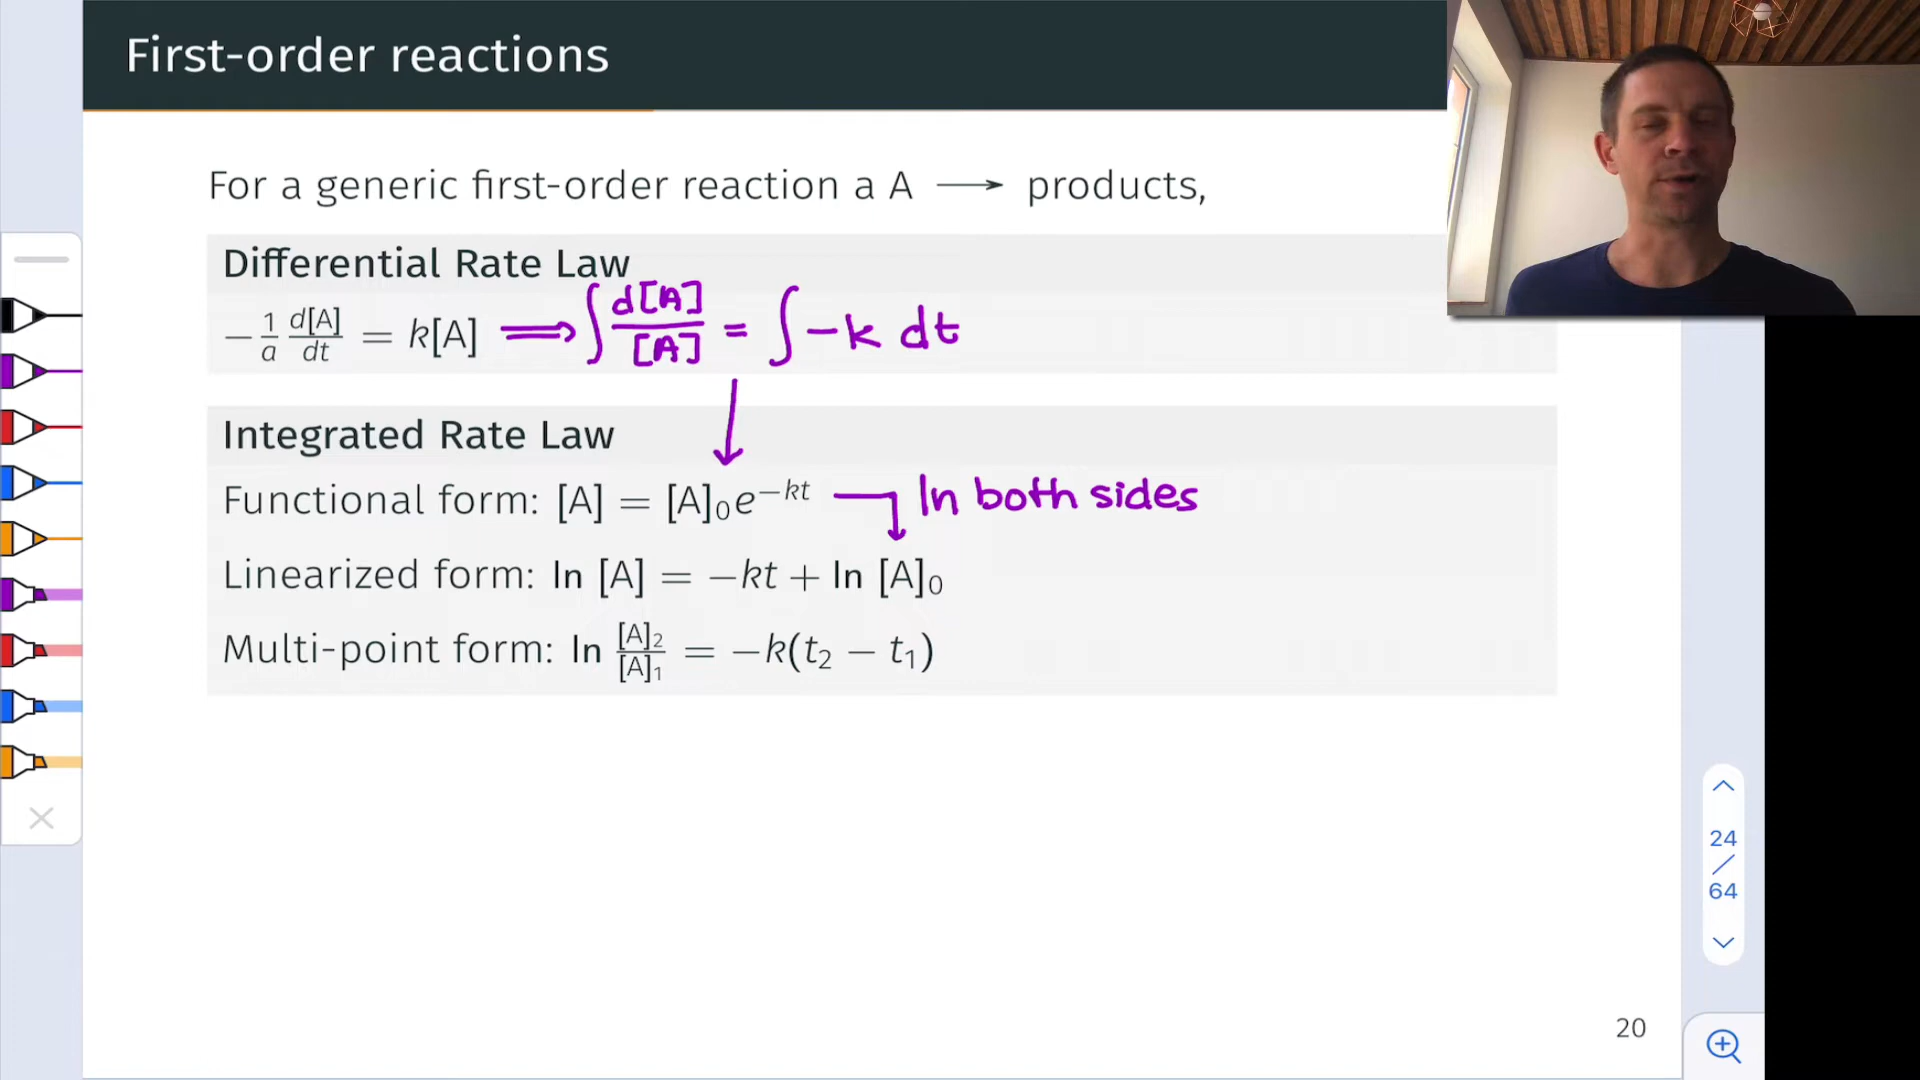 First-order reactions
For a generic first-order reaction a A ⟶ products,
Differential Rate Law
−1/a d[A]/dt = k[A] ⟹ ∫ d[A]/[A] = ∫ −k dt
Integrated Rate Law
Functional form: [A] = [A]₀e^(−kt) ln both sides
Linearized form: ln [A] = −kt + ln [A]₀
Multi-point form: ln [A]₂/[A]₁ = −k(t₂ − t₁)
24
/
64
20